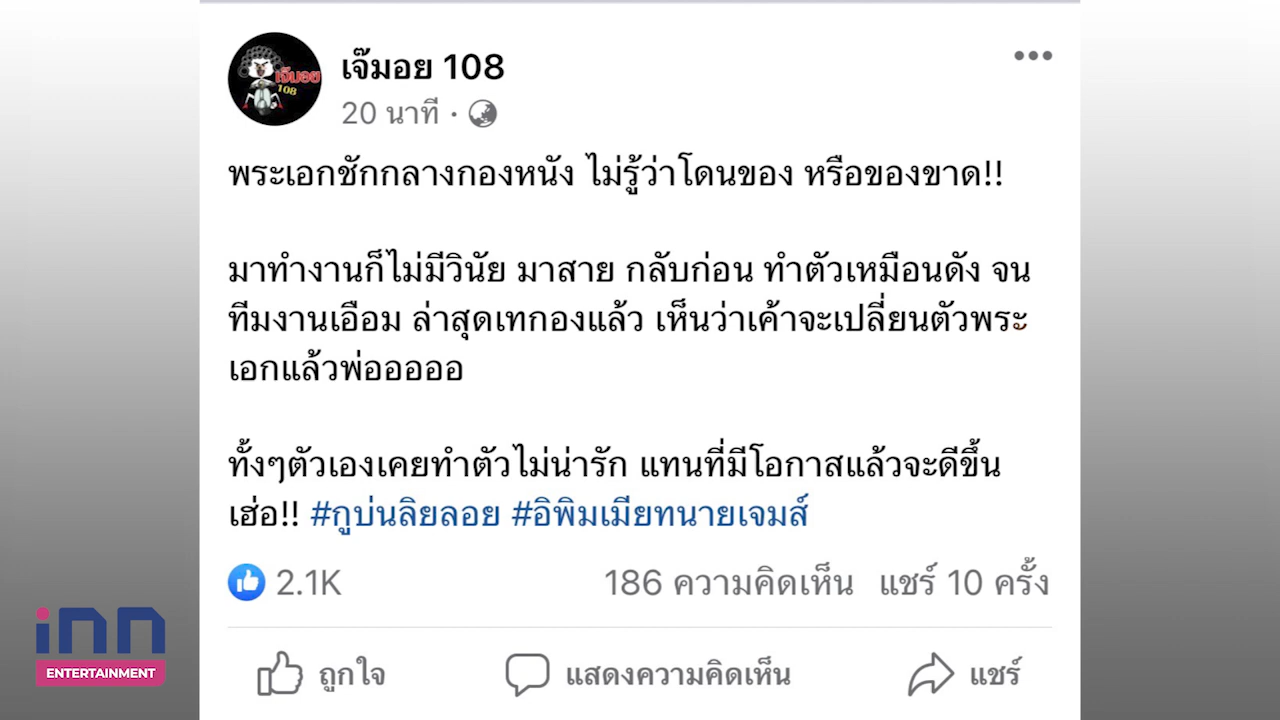 เจ๊มอย
108
เจ๊มอย 108
20 นาที ·
พระเอกชักกลางกองหนัง ไม่รู้ว่าโดนของ หรือของขาด!!
มาทำงานก็ไม่มีวินัย มาสาย กลับก่อน ทำตัวเหมือนดัง จน
ทีมงานเอือม ล่าสุดเทกองแล้ว เห็นว่าเค้าจะเปลี่ยนตัวพระ
เอกแล้วพ่อออออ
ทั้งๆตัวเองเคยทำตัวไม่น่ารัก แทนที่มีโอกาสแล้วจะดีขึ้น
เฮ่อ!! #กูบ่นลิยลอย #อิพิมเมียทนายเจมส์
2.1K 186 ความคิดเห็น แชร์ 10 ครั้ง
ถูกใจ แสดงความคิดเห็น แชร์
inn
ENTERTAINMENT